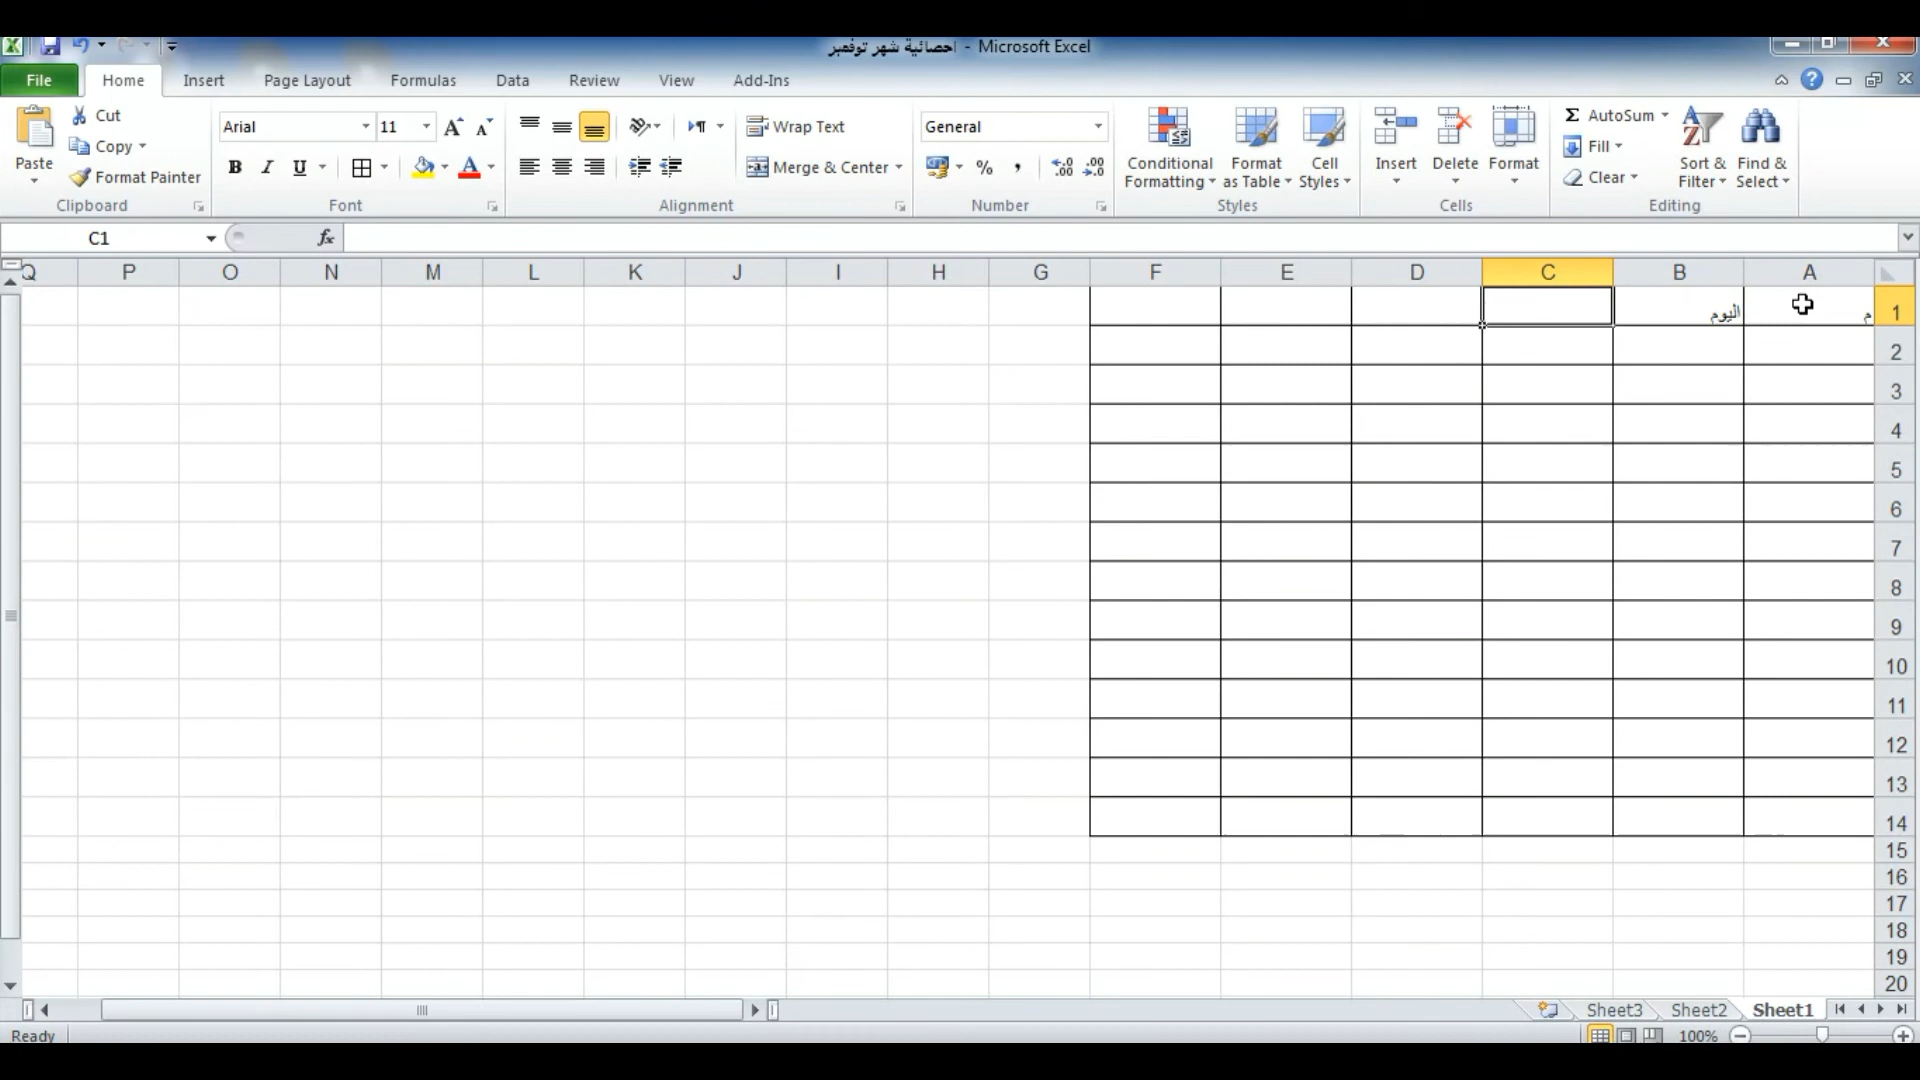 احصائية شهر نوفمبر - Microsoft Excel
File Home Insert Page Layout Formulas Data Review View Add-Ins
Paste
Cut
Copy
Format Painter
Clipboard
Arial 11
B I U
Font
Wrap Text
Merge & Center
Alignment
General
Number
Conditional Formatting
Format as Table
Cell Styles
Styles
Insert
Delete
Format
Cells
Σ AutoSum
Fill
Clear
Sort & Filter
Find & Select
Editing
C1 fx
Q P O N M L K J I H G F E D C B A
م اليوم 1
2
3
4
5
6
7
8
9
10
11
12
13
14
15
16
17
18
19
20
Sheet3 Sheet2 Sheet1
Ready 100%